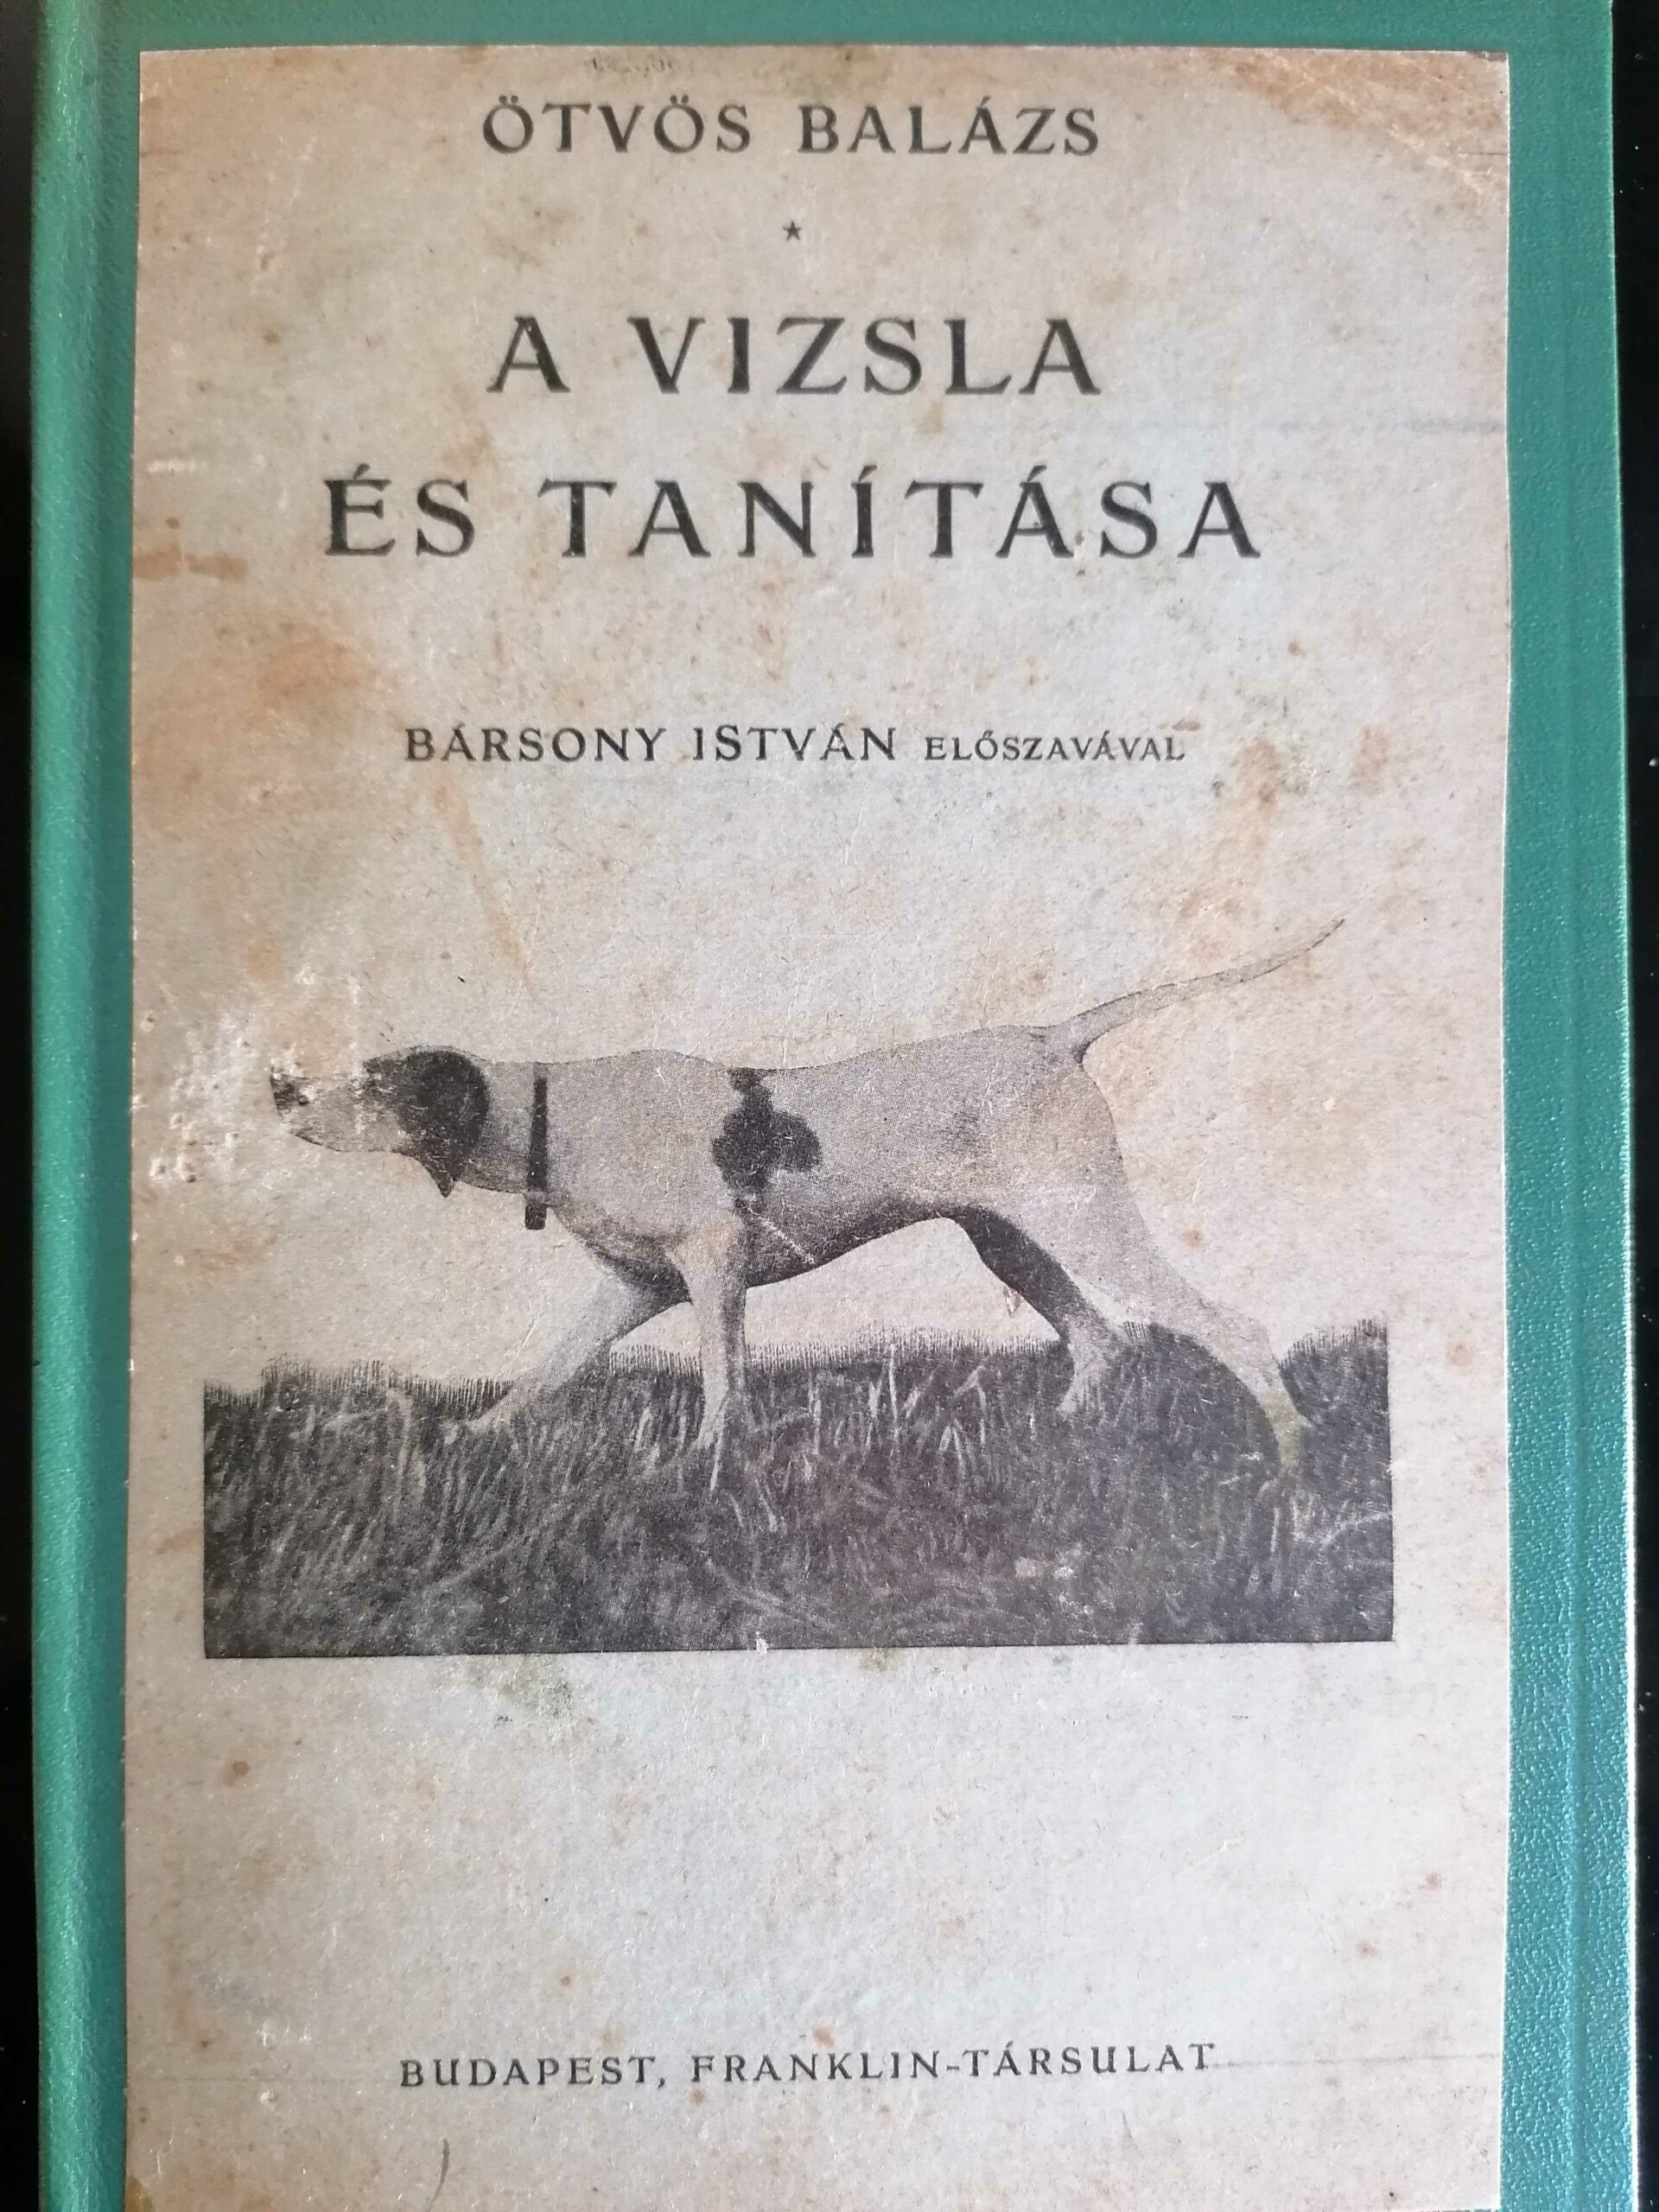 ÖTVÖS BALÁZS
★
A VIZSLA
ÉS TANÍTÁSA
BÁRSONY ISTVÁN ELŐSZAVÁVAL
BUDAPEST, FRANKLIN-TÁRSULAT